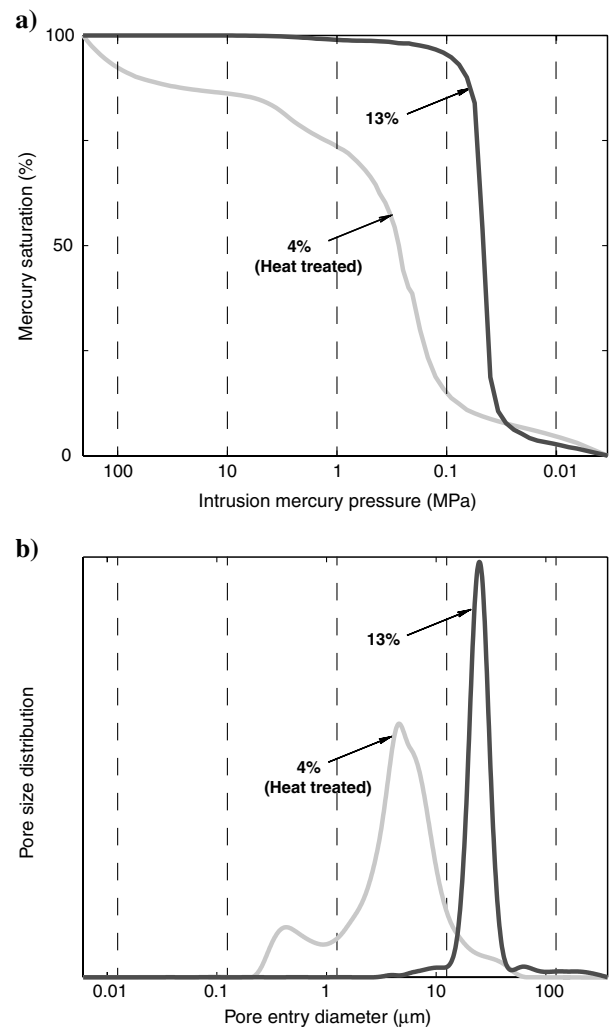 a)
100
50
0
Mercury saturation (%)
13%
4%
(Heat treated)
100 10 1 0.1 0.01
Intrusion mercury pressure (MPa)
b)
Pore size distribution
13%
4%
(Heat treated)
0.01 0.1 1 10 100
Pore entry diameter (μm)